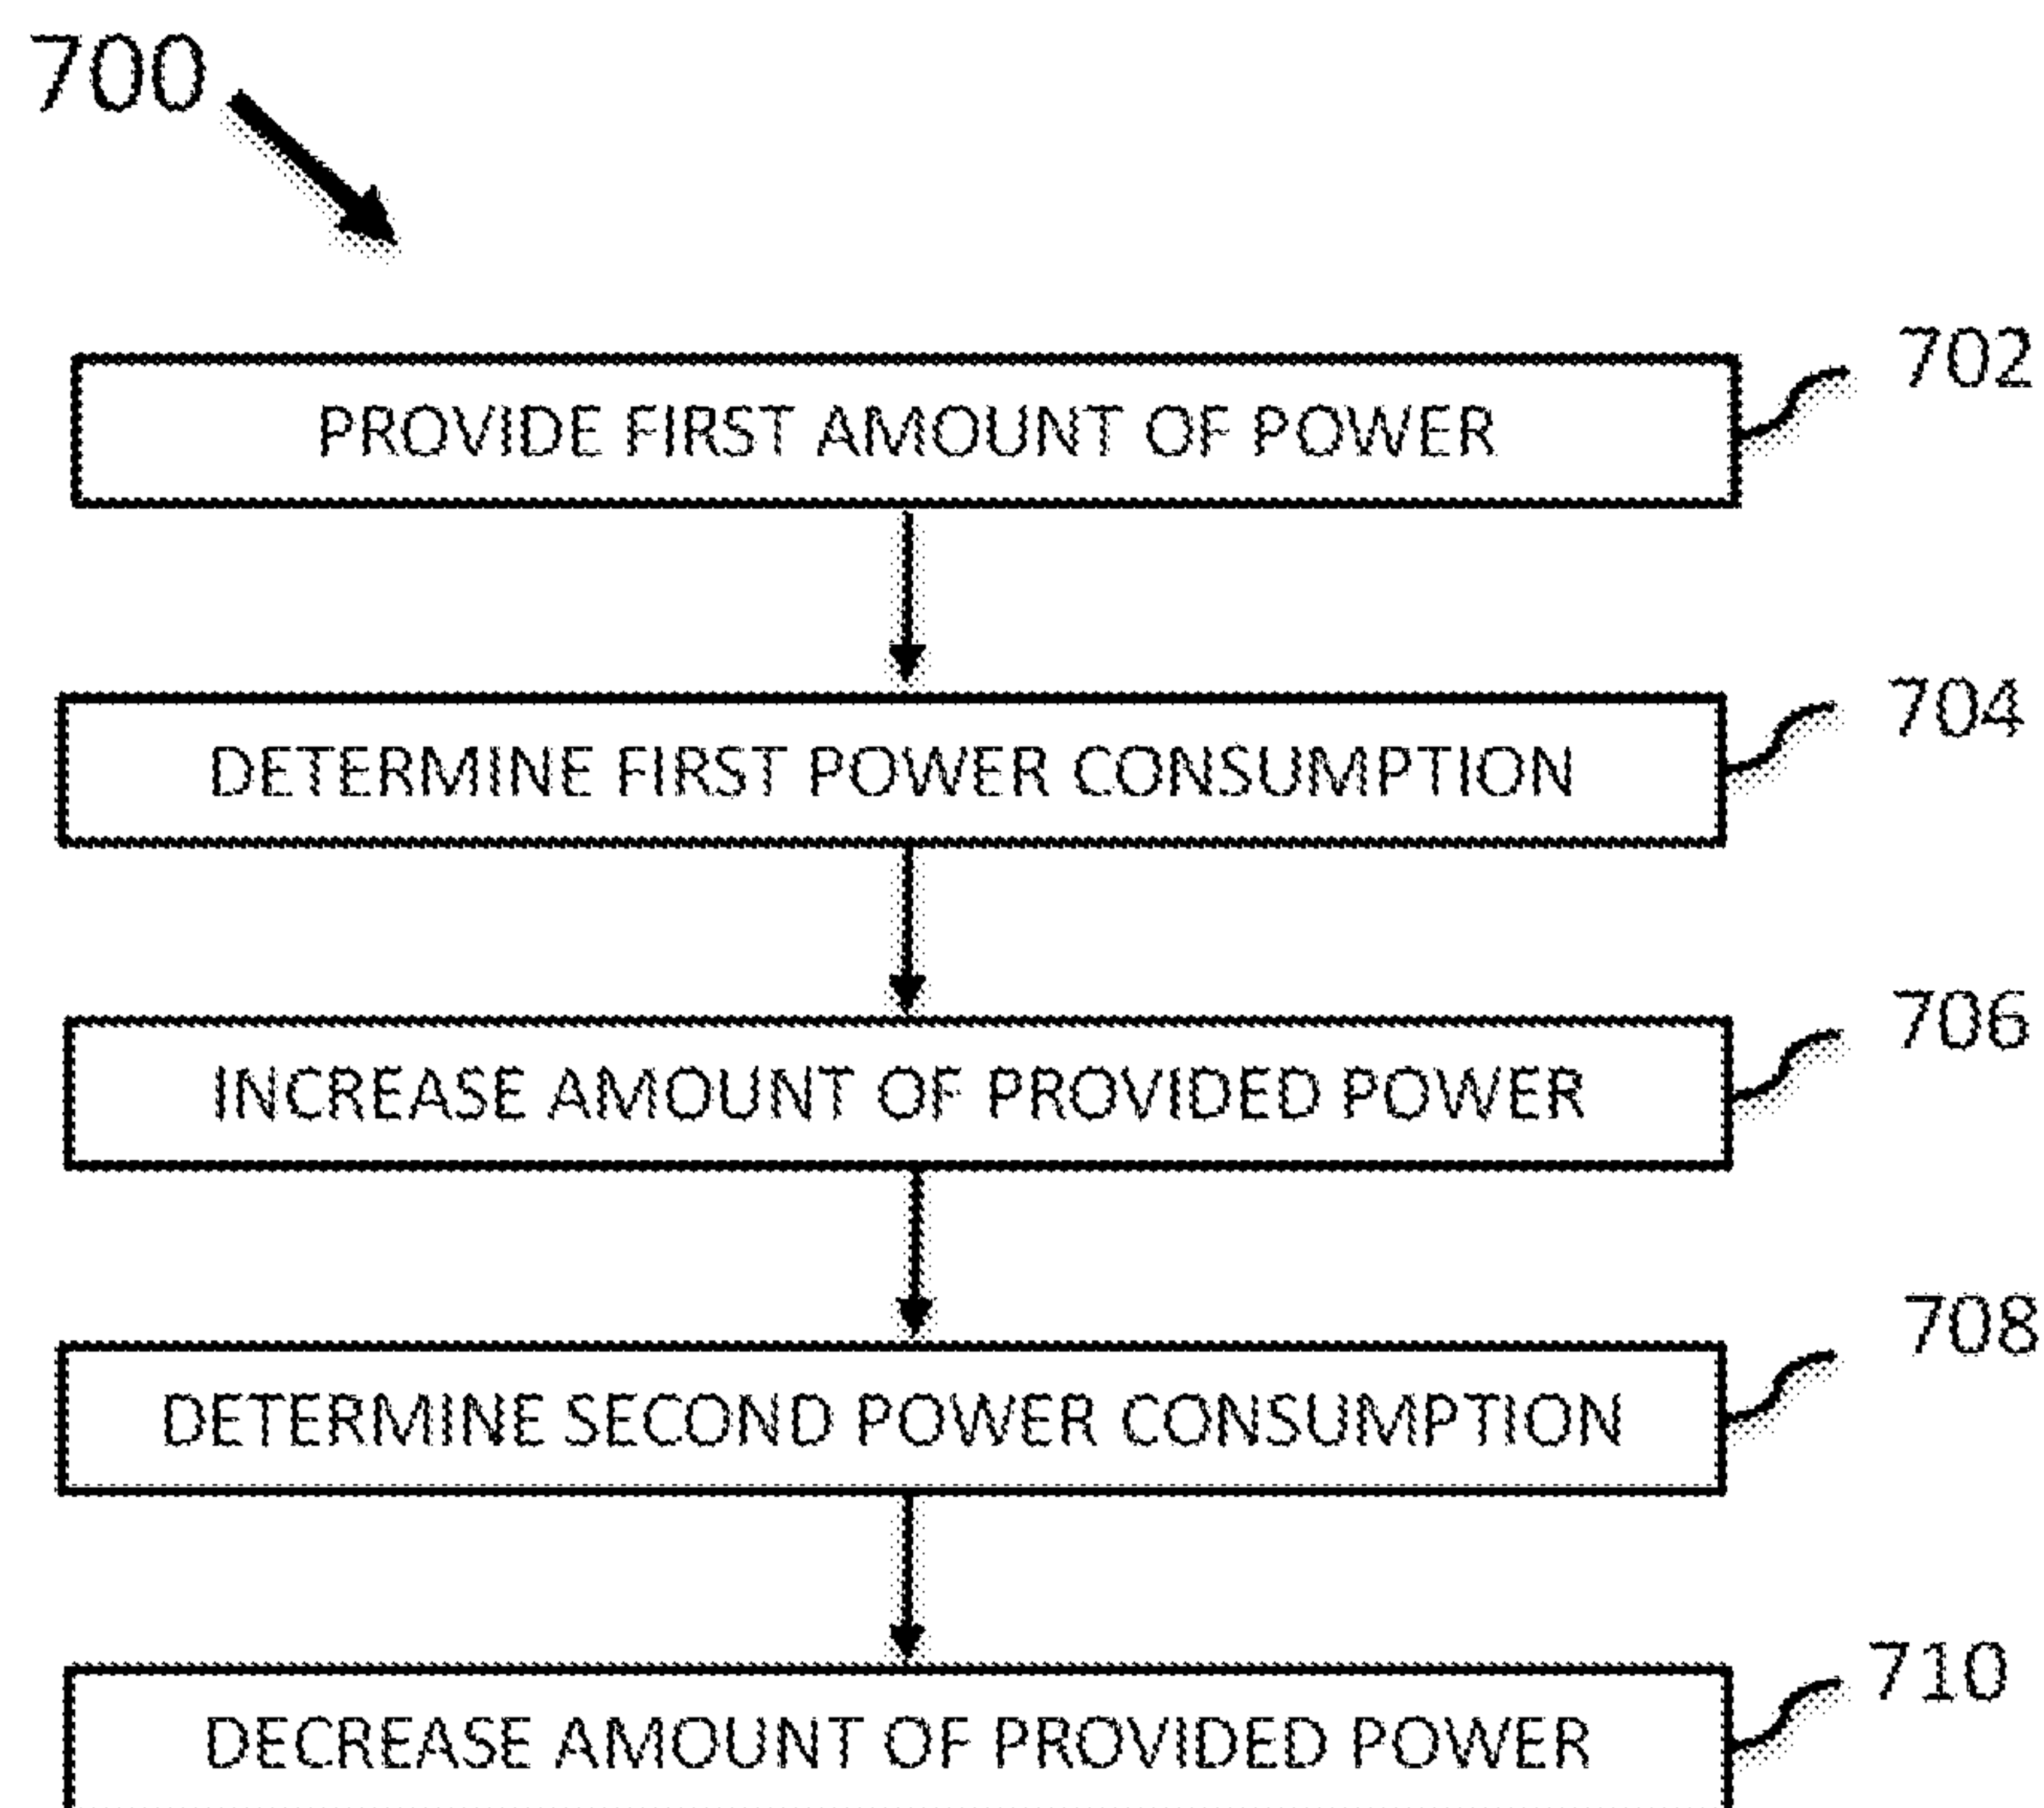 700
702
PROVIDE FIRST AMOUNT OF POWER
704
DETERMINE FIRST POWER CONSUMPTION
706
INCREASE AMOUNT OF PROVIDED POWER
708
DETERMINE SECOND POWER CONSUMPTION
710
DECREASE AMOUNT OF PROVIDED POWER